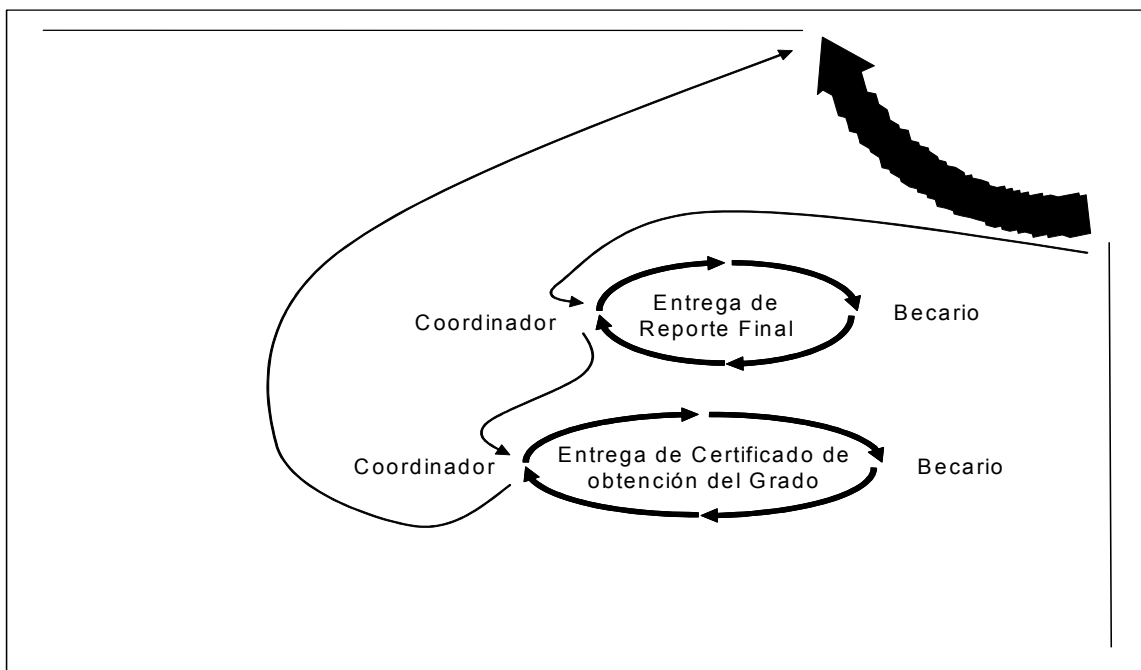 Entrega de
Reporte Final
Coordinador
Becario
Entrega de Certificado de
obtención del Grado
Coordinador
Becario